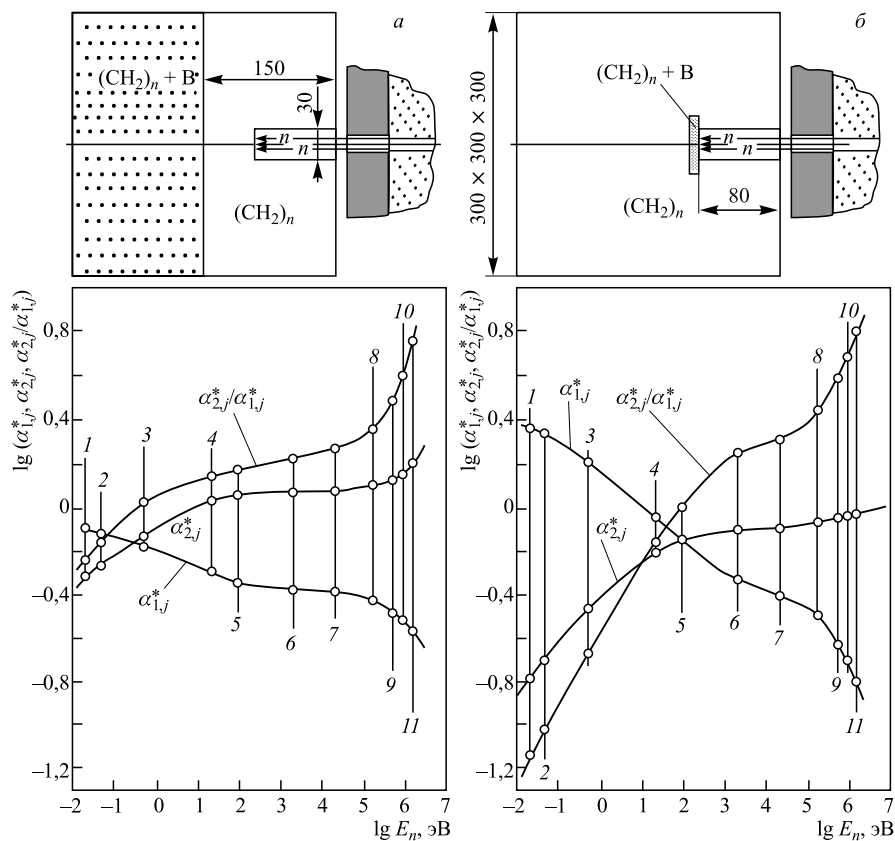 а
(CH2)n + B
150
30
n
n
(CH2)n
б
300 × 300 × 300
(CH2)n + B
n
n
(CH2)n
80
lg (α*1,j, α*2,j, α*2,j/α*1,j)
0,8
0,4
0
–0,4
–0,8
–1,2
1
2
3
4
5
6
7
8
9
10
11
α*2,j/α*1,j
α*2,j
α*1,j
–2 –1 0 1 2 3 4 5 6 7
lg En, эВ
lg (α*1,j, α*2,j, α*2,j/α*1,j)
0,8
0,4
0
–0,4
–0,8
–1,2
1
2
3
4
5
6
7
8
9
10
11
α*1,j
α*2,j/α*1,j
α*2,j
–2 –1 0 1 2 3 4 5 6 7
lg En, эВ